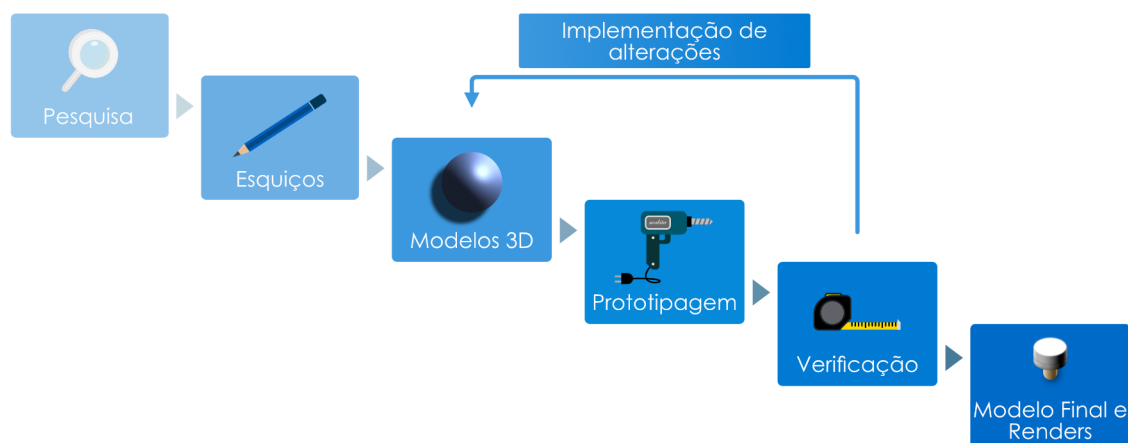 Pesquisa
Esquiços
Implementação de
alterações
Modelos 3D
Prototipagem
Verificação
Modelo Final e
Renders